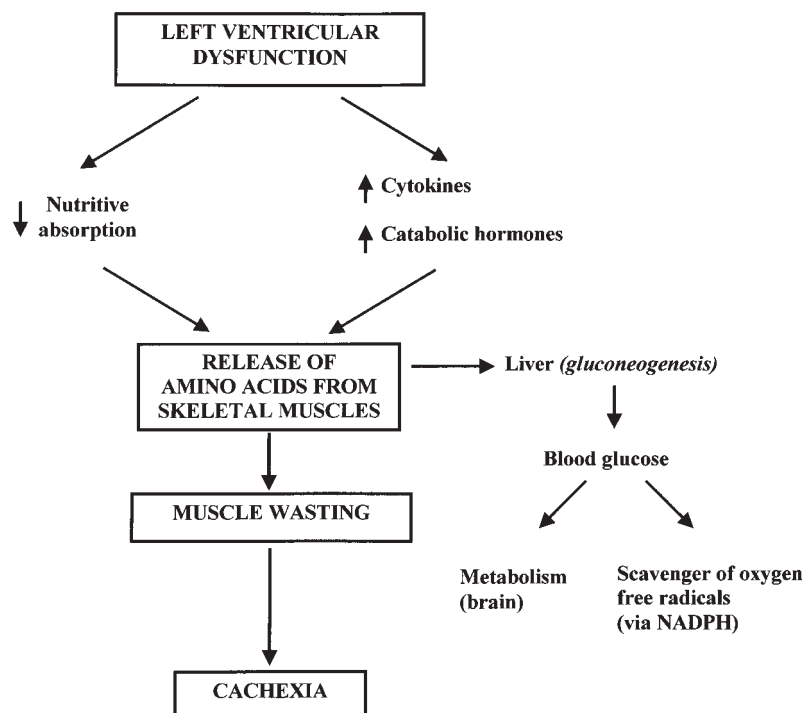 LEFT VENTRICULAR
DYSFUNCTION
Nutritive
absorption
Cytokines
Catabolic hormones
RELEASE OF
AMINO ACIDS FROM
SKELETAL MUSCLES
Liver (gluconeogenesis)
Blood glucose
MUSCLE WASTING
Metabolism
(brain)
Scavenger of oxygen
free radicals
(via NADPH)
CACHEXIA